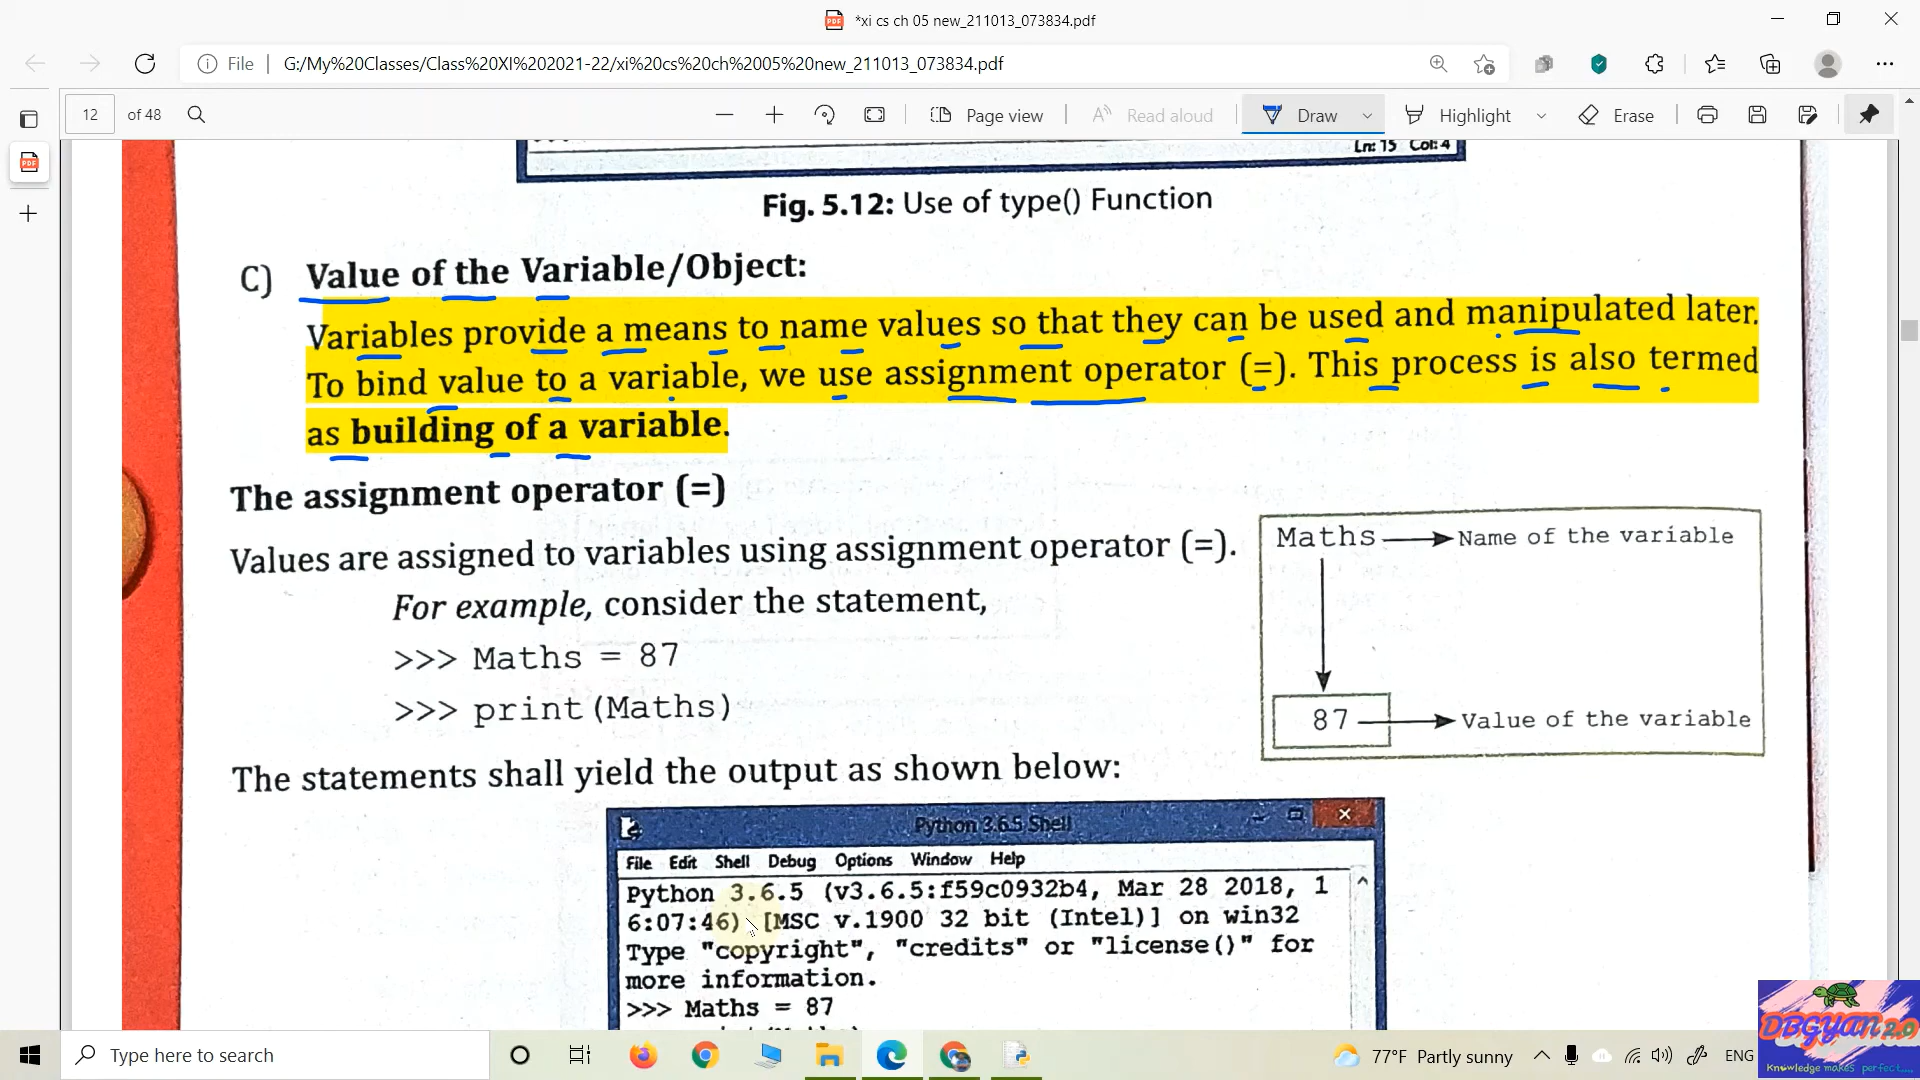 *xi cs ch 05 new_211013_073834.pdf
File | G:/My%20Classes/Class%20XI%202021-22/xi%20cs%20ch%2005%20new_211013_073834.pdf
12 of 48 Page view Read aloud Draw Highlight Erase
Ln: 15 Col: 4
Fig. 5.12: Use of type() Function
C) Value of the Variable/Object:
Variables provide a means to name values so that they can be used and manipulated later.
To bind value to a variable, we use assignment operator (=). This process is also termed
as building of a variable.
The assignment operator (=)
Values are assigned to variables using assignment operator (=).
For example, consider the statement,
>>> Maths = 87
>>> print(Maths)
Maths Name of the variable
87 Value of the variable
The statements shall yield the output as shown below:
Python 3.6.5 Shell
File Edit Shell Debug Options Window Help
Python 3.6.5 (v3.6.5:f59c0932b4, Mar 28 2018, 1
6:07:46) [MSC v.1900 32 bit (Intel)] on win32
Type "copyright", "credits" or "license()" for
more information.
>>> Maths = 87
DBGyan 2.0
Knowledge makes perfect....
Type here to search 77°F Partly sunny ENG